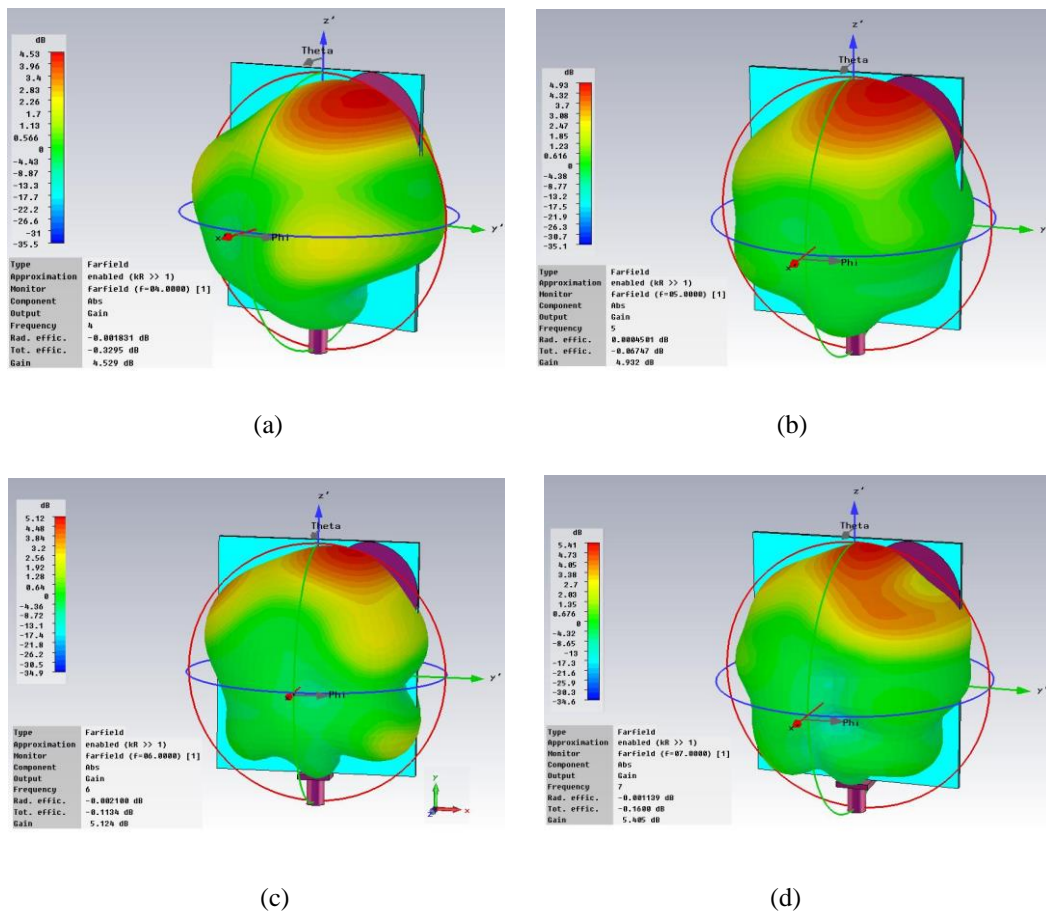 z'
dB
Theta
4.53
3.96
3.4
2.83
2.26
1.7
1.13
0.566
0
-4.43
-8.87
-13.3
-17.7
-22.2
-26.6
-31
-35.5
y'
x
Phi
Type Farfield
Approximation enabled (kR >> 1)
Monitor farfield (f=04.0000) [1]
Component Abs
Output Gain
Frequency 4
Rad. effic. -0.001831 dB
Tot. effic. -0.3295 dB
Gain 4.529 dB
(a)
z'
Theta
dB
4.93
4.32
3.7
3.08
2.47
1.85
1.23
0.616
0
-4.38
-8.77
-13.2
-17.5
-21.9
-26.3
-30.7
-35.1
y'
x
Phi
Type Farfield
Approximation enabled (kR >> 1)
Monitor farfield (f=05.0000) [1]
Component Abs
Output Gain
Frequency 5
Rad. effic. 0.0004501 dB
Tot. effic. -0.06747 dB
Gain 4.932 dB
(b)
z'
dB
Theta
5.12
4.48
3.84
3.2
2.56
1.92
1.28
0.64
0
-4.36
-8.72
-13.1
-17.4
-21.8
-26.2
-30.5
-34.9
y'
Phi
Type Farfield
Approximation enabled (kR >> 1)
Monitor farfield (f=06.0000) [1]
Component Abs
Output Gain
Frequency 6
Rad. effic. -0.002100 dB
Tot. effic. -0.1134 dB
Gain 5.124 dB
y
z x
(c)
z'
Theta
dB
5.41
4.73
4.05
3.38
2.7
2.03
1.35
0.676
0
-4.32
-8.65
-13
-17.3
-21.6
-25.9
-30.3
-34.6
y'
x
Phi
Type Farfield
Approximation enabled (kR >> 1)
Monitor farfield (f=07.0000) [1]
Component Abs
Output Gain
Frequency 7
Rad. effic. -0.001139 dB
Tot. effic. -0.1600 dB
Gain 5.405 dB
(d)